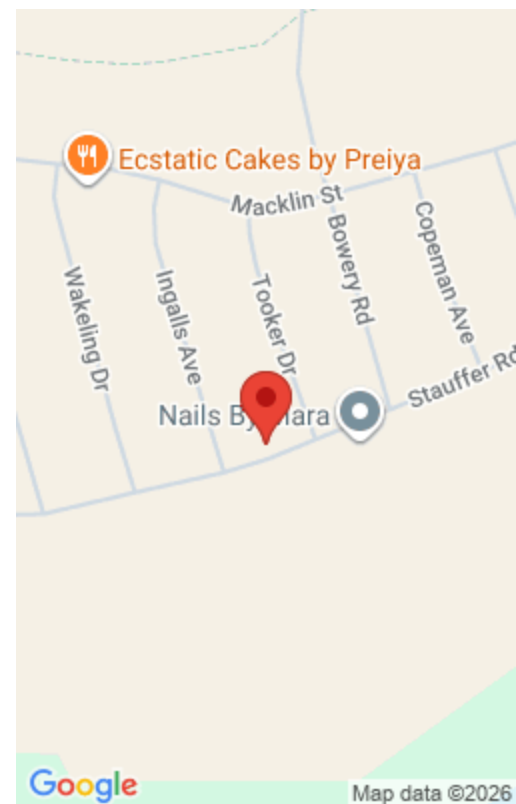 Ecstatic Cakes by Preiya
Macklin St
Copeman Ave
Bowery Rd
Tooker Dr
Ingalls Ave
Wakeling Dr
Stauffer Rd
Nails By
Google
Map data ©2026